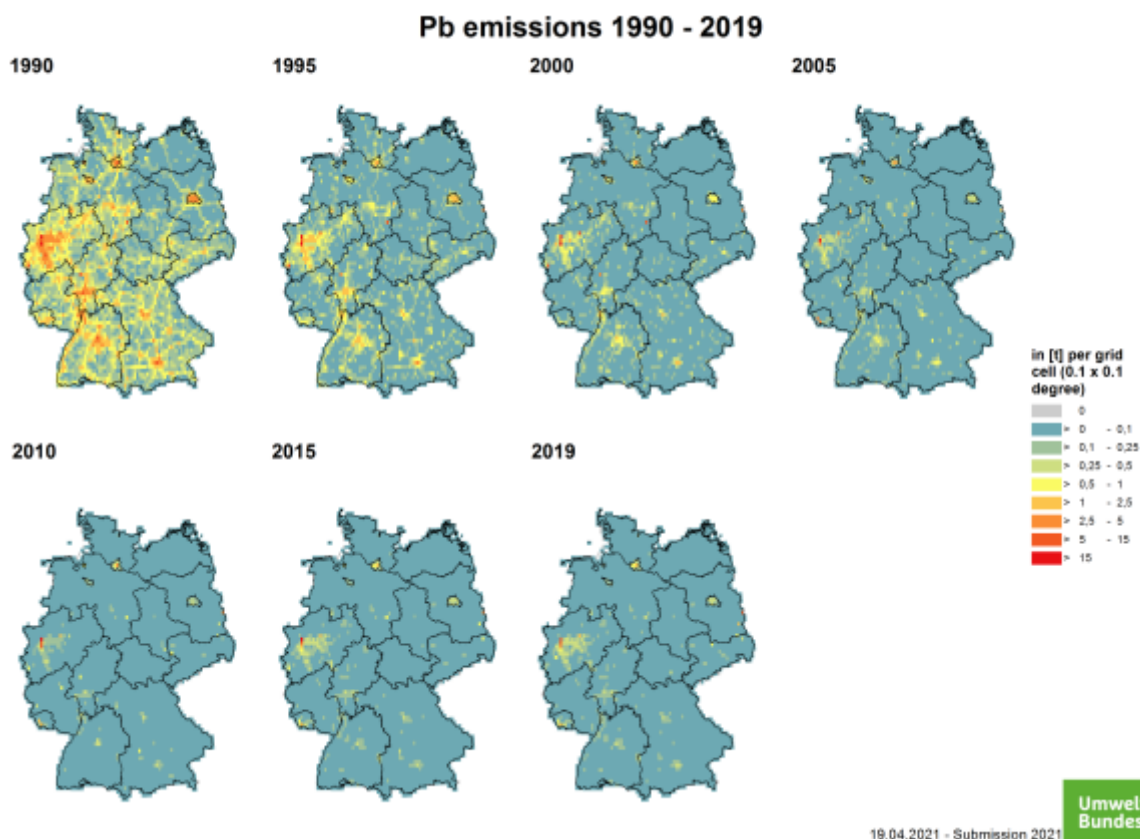 Pb emissions 1990 - 2019
1990
1995
2000
2005
in [t] per grid
cell (0.1 x 0.1
degree)
0
> 0 - 0,1
> 0,1 - 0,25
> 0,25 - 0,5
> 0,5 - 1
> 1 - 2,5
> 2,5 - 5
> 5 - 15
> 15
2010
2015
2019
Umwel
Bundes
19.04.2021 - Submission 2021